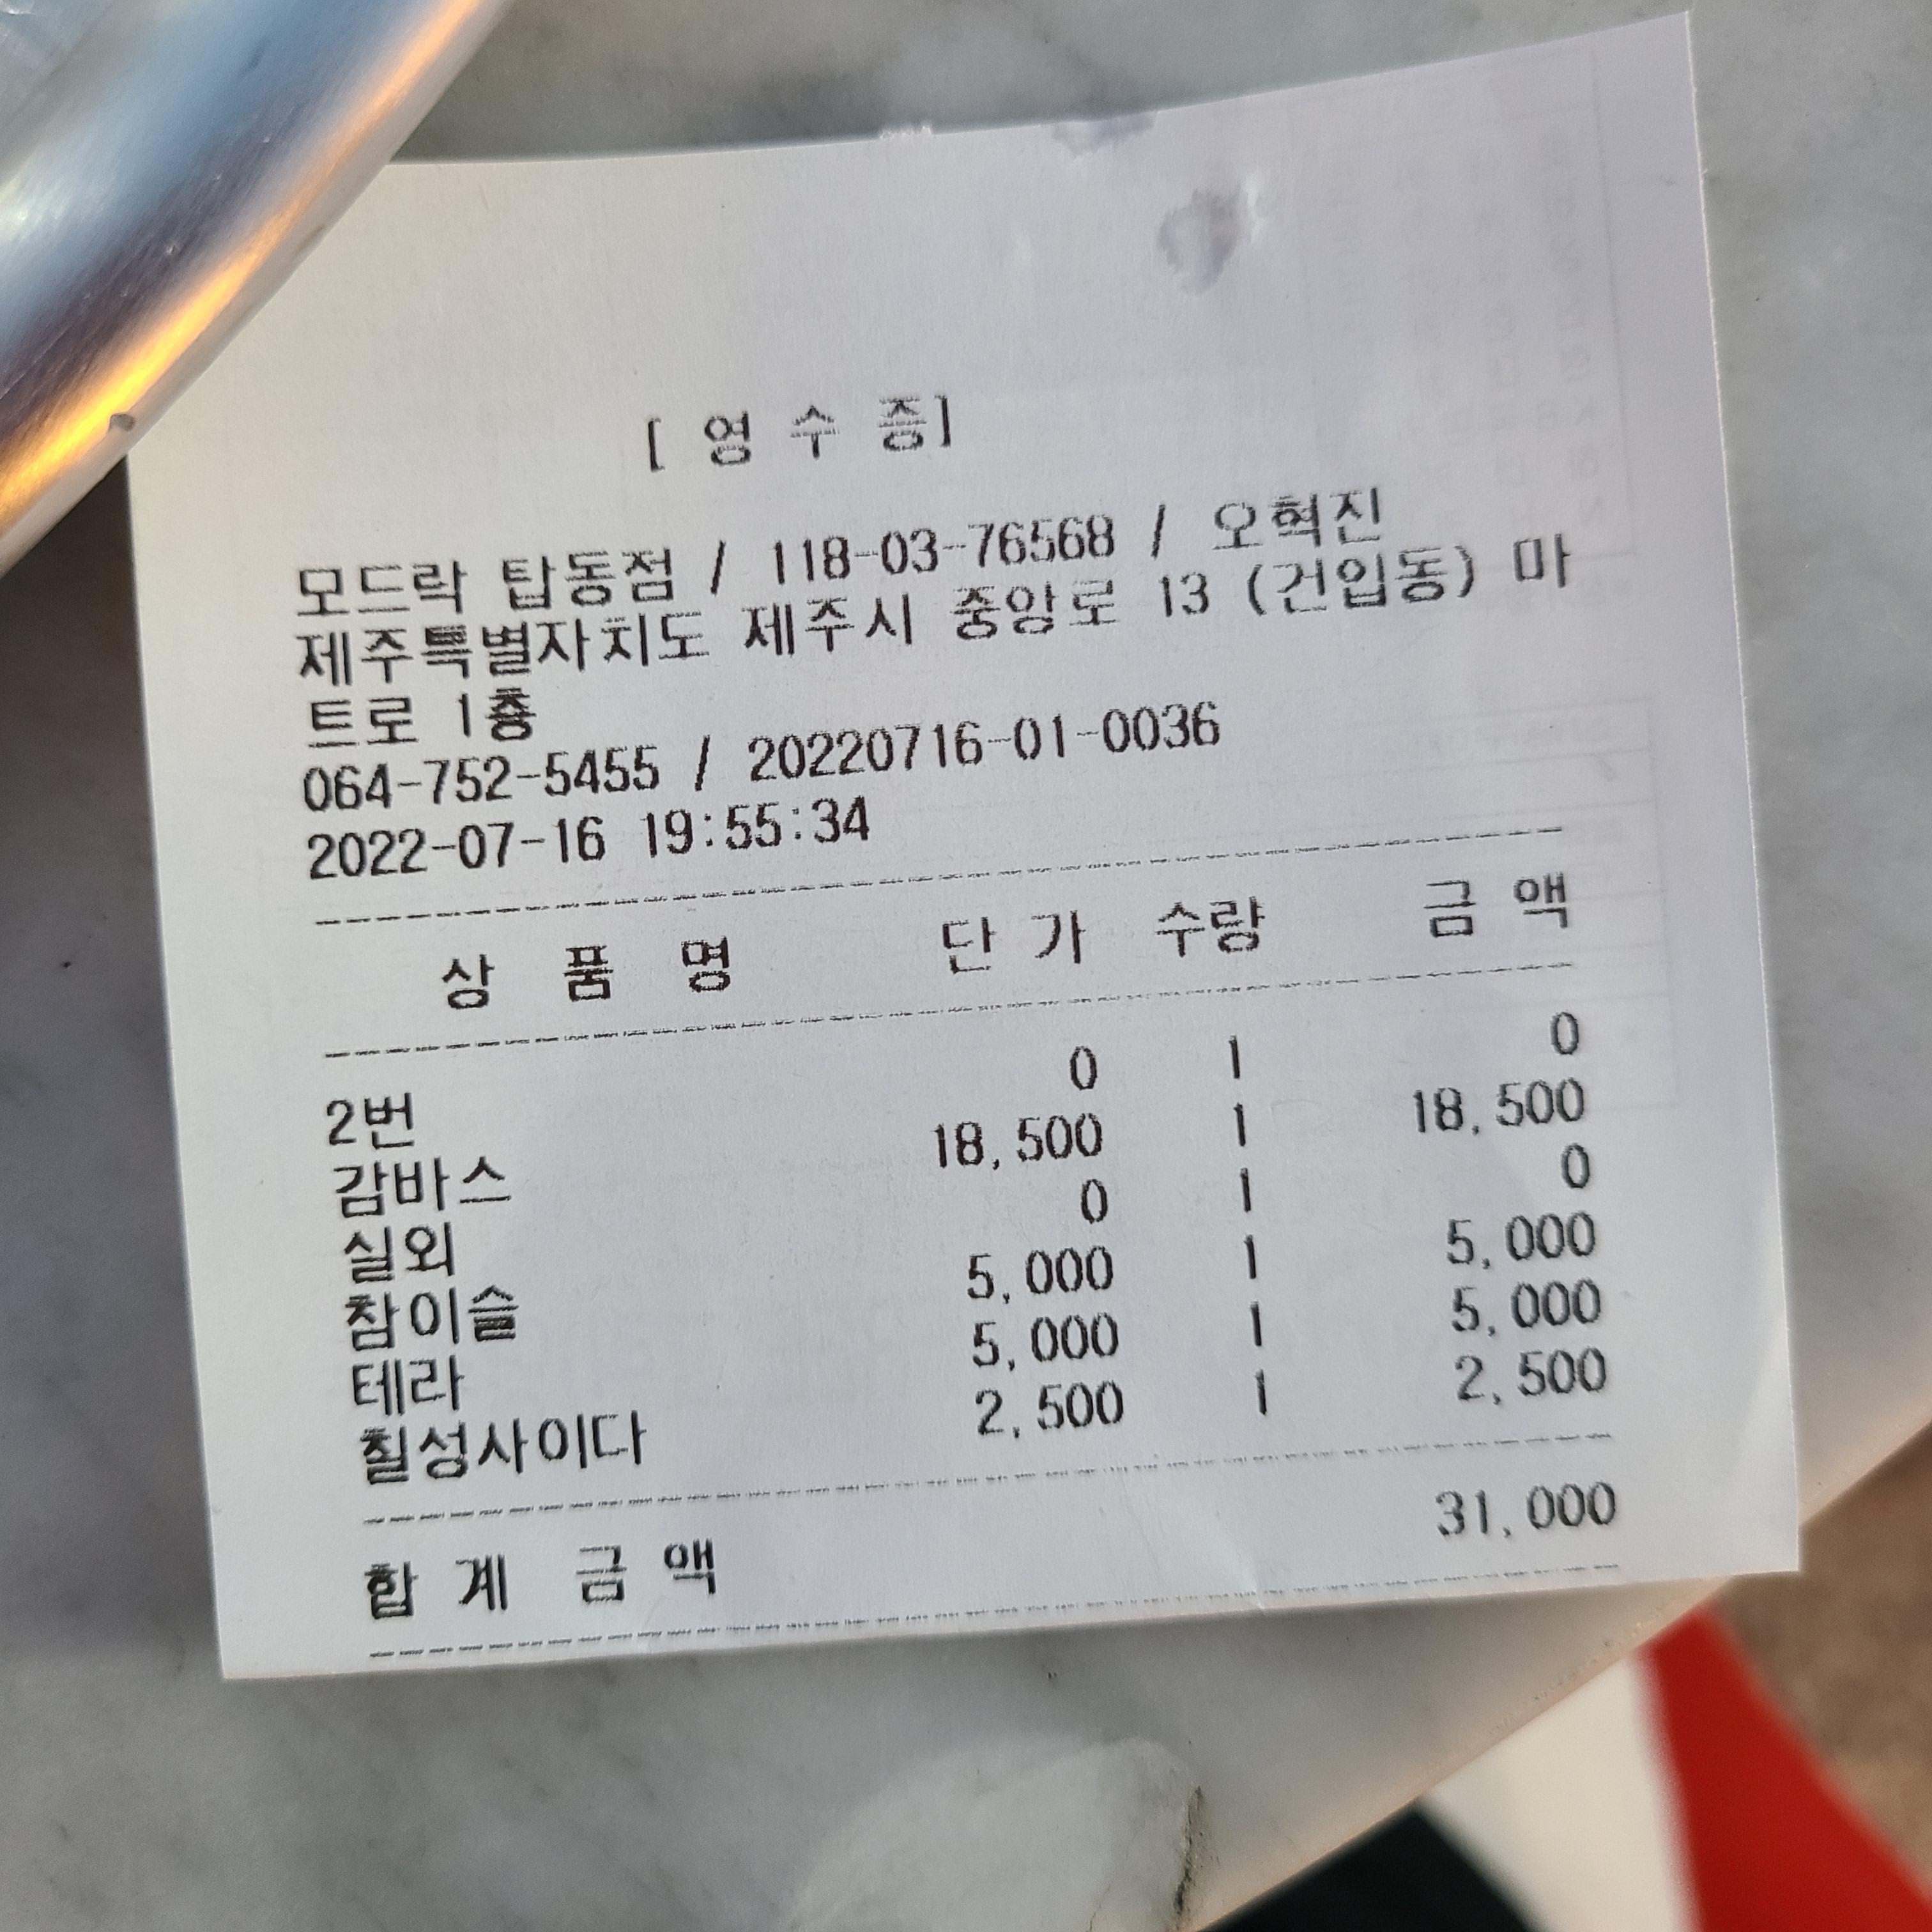 [ 영 수 증]
모드락 탑동점 / 118-03-76568 / 오혁진
제주특별자치도 제주시 중앙로 13 (건입동) 마
트로 1층
064-752-5455 / 20220716-01-0036
2022-07-16 19:55:34
상 품 명 단 가 수량 금 액
2번 0 1 0
감바스 18,500 1 18,500
실외 0 1 0
참이슬 5,000 1 5,000
테라 5,000 1 5,000
칠성사이다 2,500 1 2,500
합 계 금 액 31,000